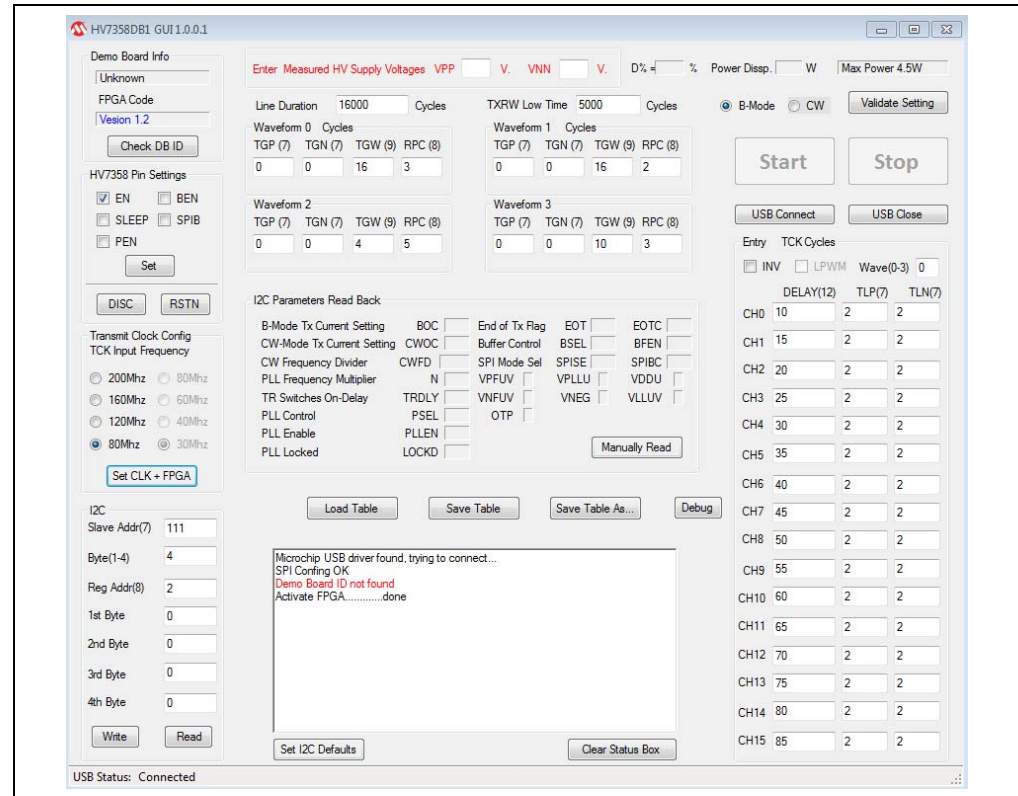 HV7358DB1 GUI 1.0.0.1
Demo Board Info
Unknown
FPGA Code
Vesion 1.2
Check DB ID
HV7358 Pin Settings
EN BEN
SLEEP SPIB
PEN
Set
DISC RSTN
Transmit Clock Config
TCK Input Frequency
200Mhz 80Mhz
160Mhz 60Mhz
120Mhz 40Mhz
80Mhz 30Mhz
Set CLK + FPGA
I2C
Slave Addr(7) 111
Byte(1-4) 4
Reg Addr(8) 2
1st Byte 0
2nd Byte 0
3rd Byte 0
4th Byte 0
Write Read
Enter Measured HV Supply Voltages VPP V. VNN V. D% = % Power Dissp. W Max Power 4.5W
Line Duration 16000 Cycles TXRW Low Time 5000 Cycles
Waveform 0 Cycles
TGP (7) TGN (7) TGW (9) RPC (8)
0 0 16 3
Waveform 1 Cycles
TGP (7) TGN (7) TGW (9) RPC (8)
0 0 16 2
Waveform 2
TGP (7) TGN (7) TGW (9) RPC (8)
0 0 4 5
Waveform 3
TGP (7) TGN (7) TGW (9) RPC (8)
0 0 10 3
I2C Parameters Read Back
B-Mode Tx Current Setting BOC End of Tx Flag EOT EOTC
CW-Mode Tx Current Setting CWOC Buffer Control BSEL BFEN
CW Frequency Divider CWFD SPI Mode Sel SPISE SPIBC
PLL Frequency Multiplier N VPFUV VPLLU VDDU
TR Switches On-Delay TRDLY VNFUV VNEG VLLUV
PLL Control PSEL OTP
PLL Enable PLLEN
PLL Locked LOCKD
Manually Read
Load Table Save Table Save Table As... Debug
Microchip USB driver found, trying to connect...
SPI Confing OK
Demo Board ID not found
Activate FPGA.............done
Set I2C Defaults Clear Status Box
B-Mode CW Validate Setting
Start Stop
USB Connect USB Close
Entry TCK Cycles
INV LPWM Wave(0-3) 0
DELAY(12) TLP(7) TLN(7)
CH0 10 2 2
CH1 15 2 2
CH2 20 2 2
CH3 25 2 2
CH4 30 2 2
CH5 35 2 2
CH6 40 2 2
CH7 45 2 2
CH8 50 2 2
CH9 55 2 2
CH10 60 2 2
CH11 65 2 2
CH12 70 2 2
CH13 75 2 2
CH14 80 2 2
CH15 85 2 2
USB Status: Connected